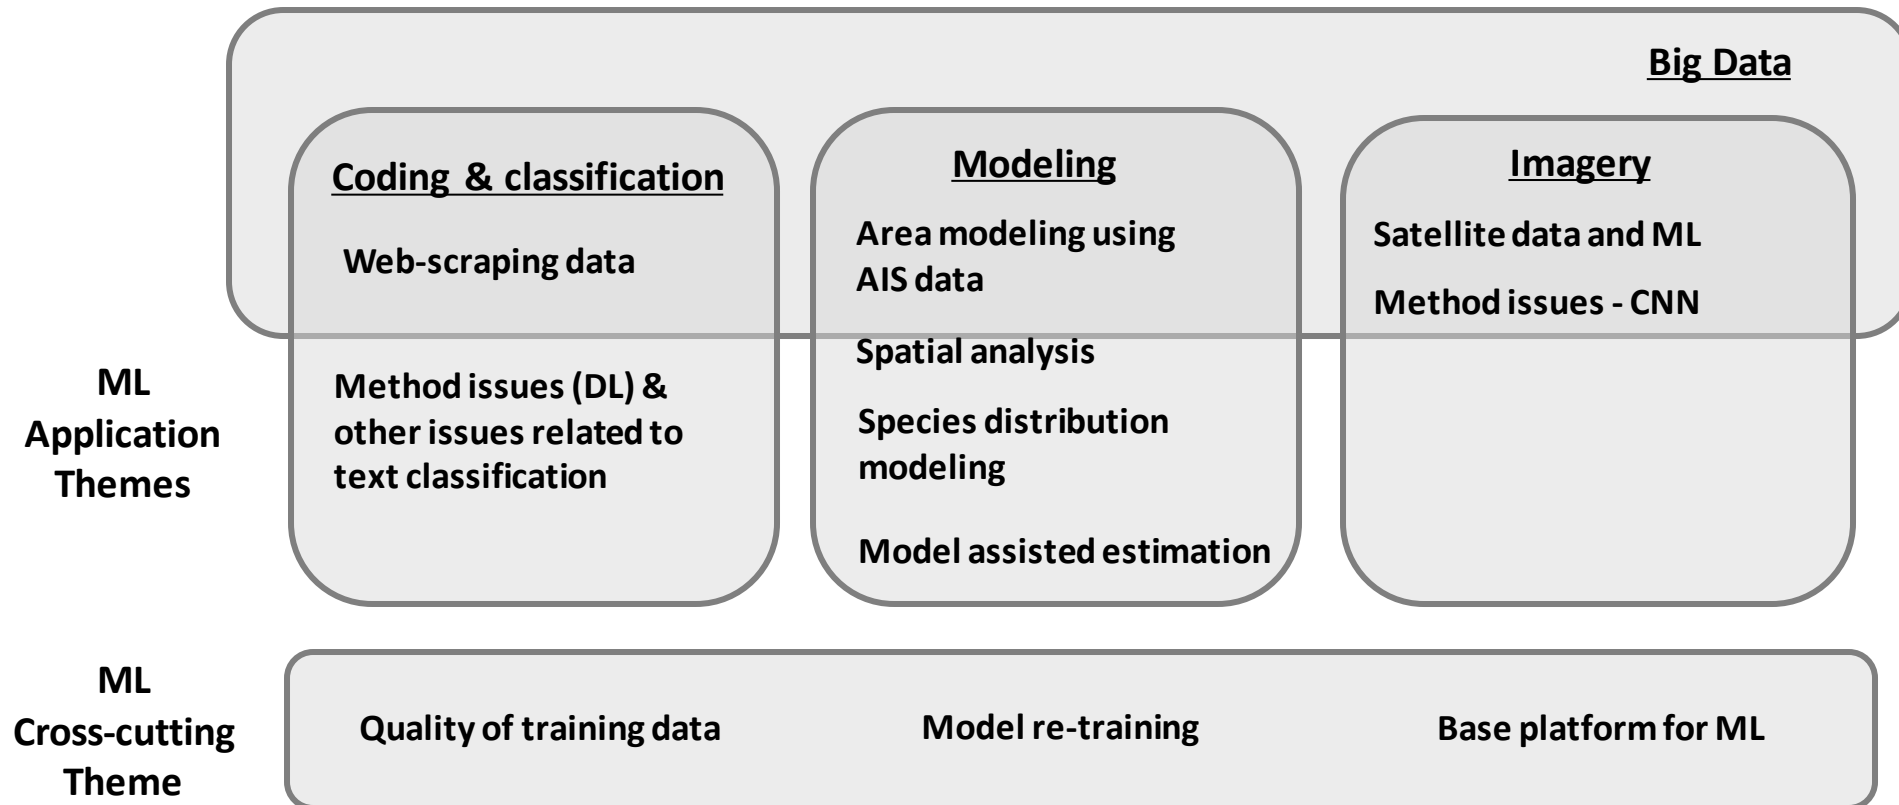 Big Data
Coding & classification
Web-scraping data
Method issues (DL) &
other issues related to
text classification
Modeling
Area modeling using
AIS data
Spatial analysis
Species distribution
modeling
Model assisted estimation
Imagery
Satellite data and ML
Method issues - CNN
ML
Application
Themes
ML
Cross-cutting
Theme
Quality of training data
Model re-training
Base platform for ML